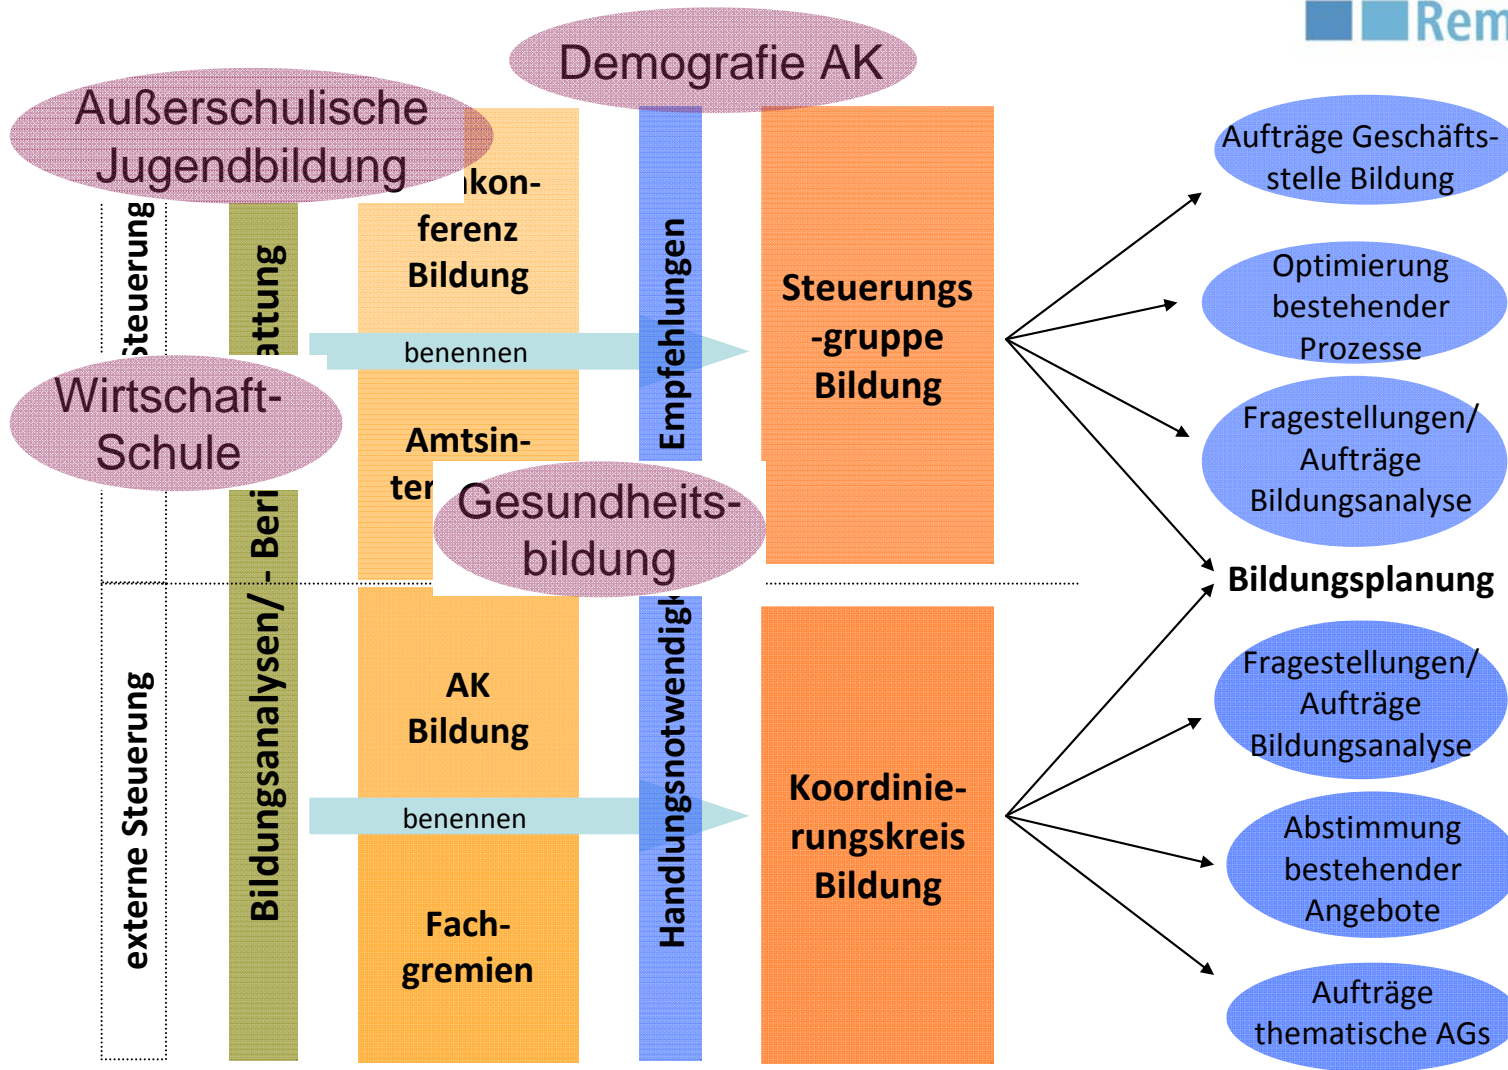 Rem
Demografie AK
Außerschulische
Jugendbildung
Steuerung
externe Steuerung
Bildungsanalysen/ - Beri
attung
kon-
ferenz
Bildung
benennen
Wirtschaft-
Schule
Amtsin-
ter
Gesundheits-
bildung
AK
Bildung
benennen
Fach-
gremien
Empfehlungen
Handlungsnotwendigk
Steuerungs
-gruppe
Bildung
Koordinie-
rungskreis
Bildung
Aufträge Geschäfts-
stelle Bildung
Optimierung
bestehender
Prozesse
Fragestellungen/
Aufträge
Bildungsanalyse
Bildungsplanung
Fragestellungen/
Aufträge
Bildungsanalyse
Abstimmung
bestehender
Angebote
Aufträge
thematische AGs